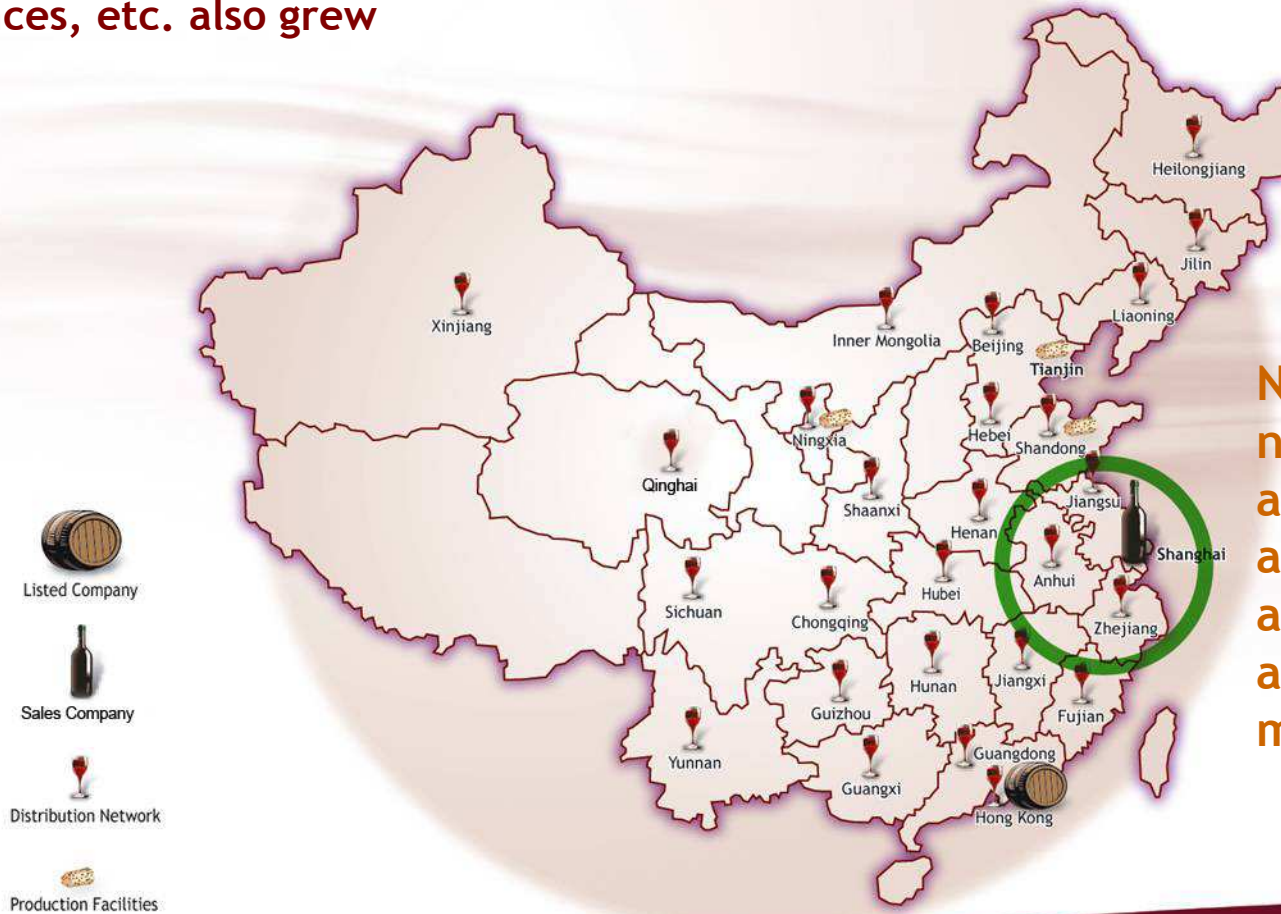 ces, etc. also grew
Heilongjiang
Jilin
Liaoning
Xinjiang
Inner Mongolia
Beijing
Tianjin
Ningxia
Hebei
Shandong
Qinghai
Shaanxi
Henan
Jiangsu
Shanghai
Anhui
Hubei
Zhejiang
Sichuan
Chongqing
Hunan
Jiangxi
Guizhou
Fujian
Yunnan
Guangdong
Guangxi
Hong Kong
Listed Company
Sales Company
Distribution Network
Production Facilities
N
n
a
a
a
a
m